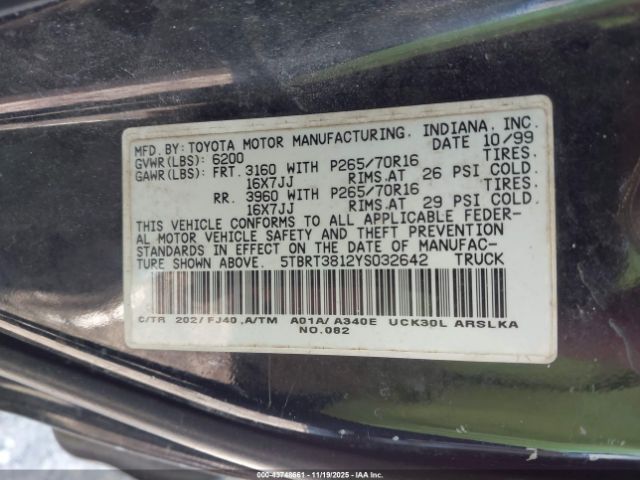 MFD. BY: TOYOTA MOTOR MANUFACTURING, INDIANA, INC.
GVWR(LBS): 6200 DATE 10/99
GAWR(LBS): FRT. 3160 WITH P265/70R16 TIRES.
16X7JJ RIMS.AT 26 PSI COLD.
RR. 3960 WITH P265/70R16 TIRES.
16X7JJ RIMS.AT 29 PSI COLD.
THIS VEHICLE CONFORMS TO ALL APPLICABLE FEDER-
AL MOTOR VEHICLE SAFETY AND THEFT PREVENTION
STANDARDS IN EFFECT ON THE DATE OF MANUFAC-
TURE SHOWN ABOVE. 5TBRT3812YS032642 TRUCK
C/TR 202/FJ40 ,A/TM A01A/A340E UCK30L ARSLKA
NO.082
000-43748661 - 11/19/2025 - IAAI.COM